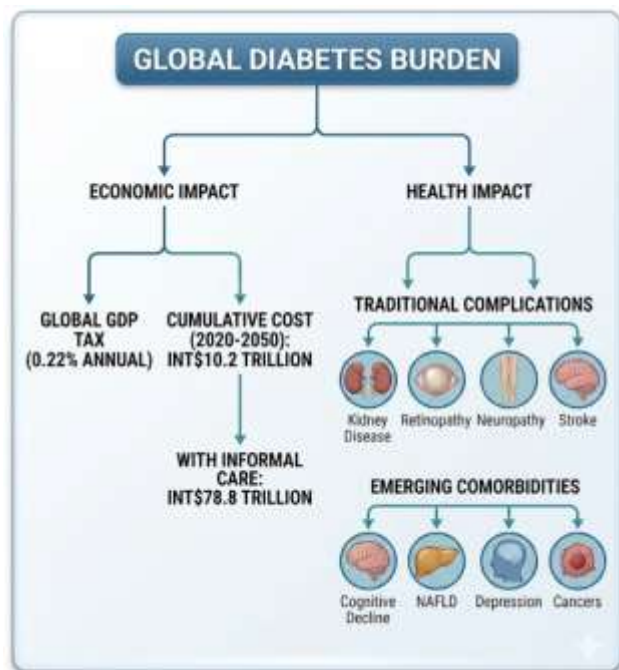 GLOBAL DIABETES BURDEN
ECONOMIC IMPACT
HEALTH IMPACT
GLOBAL GDP
TAX
(0.22% ANNUAL)
CUMULATIVE COST
(2020-2050):
INT$10.2 TRILLION
WITH INFORMAL
CARE:
INT$78.8 TRILLION
TRADITIONAL COMPLICATIONS
Kidney
Disease
Retinopathy
Neuropathy
Stroke
EMERGING COMORBIDITIES
Cognitive
Decline
NAFLD
Depression
Cancers